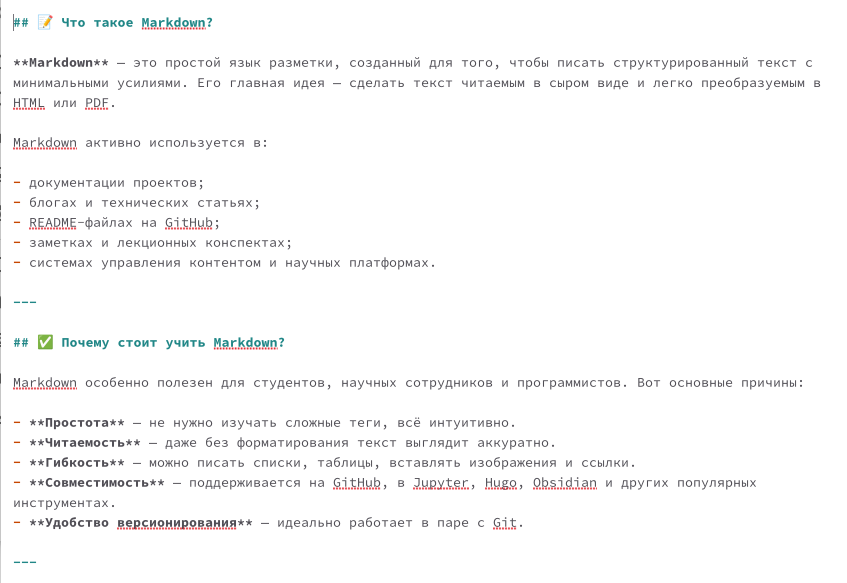 ## 📝 Что такое Markdown?
**Markdown** — это простой язык разметки, созданный для того, чтобы писать структурированный текст с
минимальными усилиями. Его главная идея — сделать текст читаемым в сыром виде и легко преобразуемым в
HTML или PDF.
Markdown активно используется в:
- документации проектов;
- блогах и технических статьях;
- README-файлах на GitHub;
- заметках и лекционных конспектах;
- системах управления контентом и научных платформах.
---
## ✅ Почему стоит учить Markdown?
Markdown особенно полезен для студентов, научных сотрудников и программистов. Вот основные причины:
- **Простота** — не нужно изучать сложные теги, всё интуитивно.
- **Читаемость** — даже без форматирования текст выглядит аккуратно.
- **Гибкость** — можно писать списки, таблицы, вставлять изображения и ссылки.
- **Совместимость** — поддерживается на GitHub, в Jupyter, Hugo, Obsidian и других популярных
инструментах.
- **Удобство версионирования** — идеально работает в паре с Git.
---